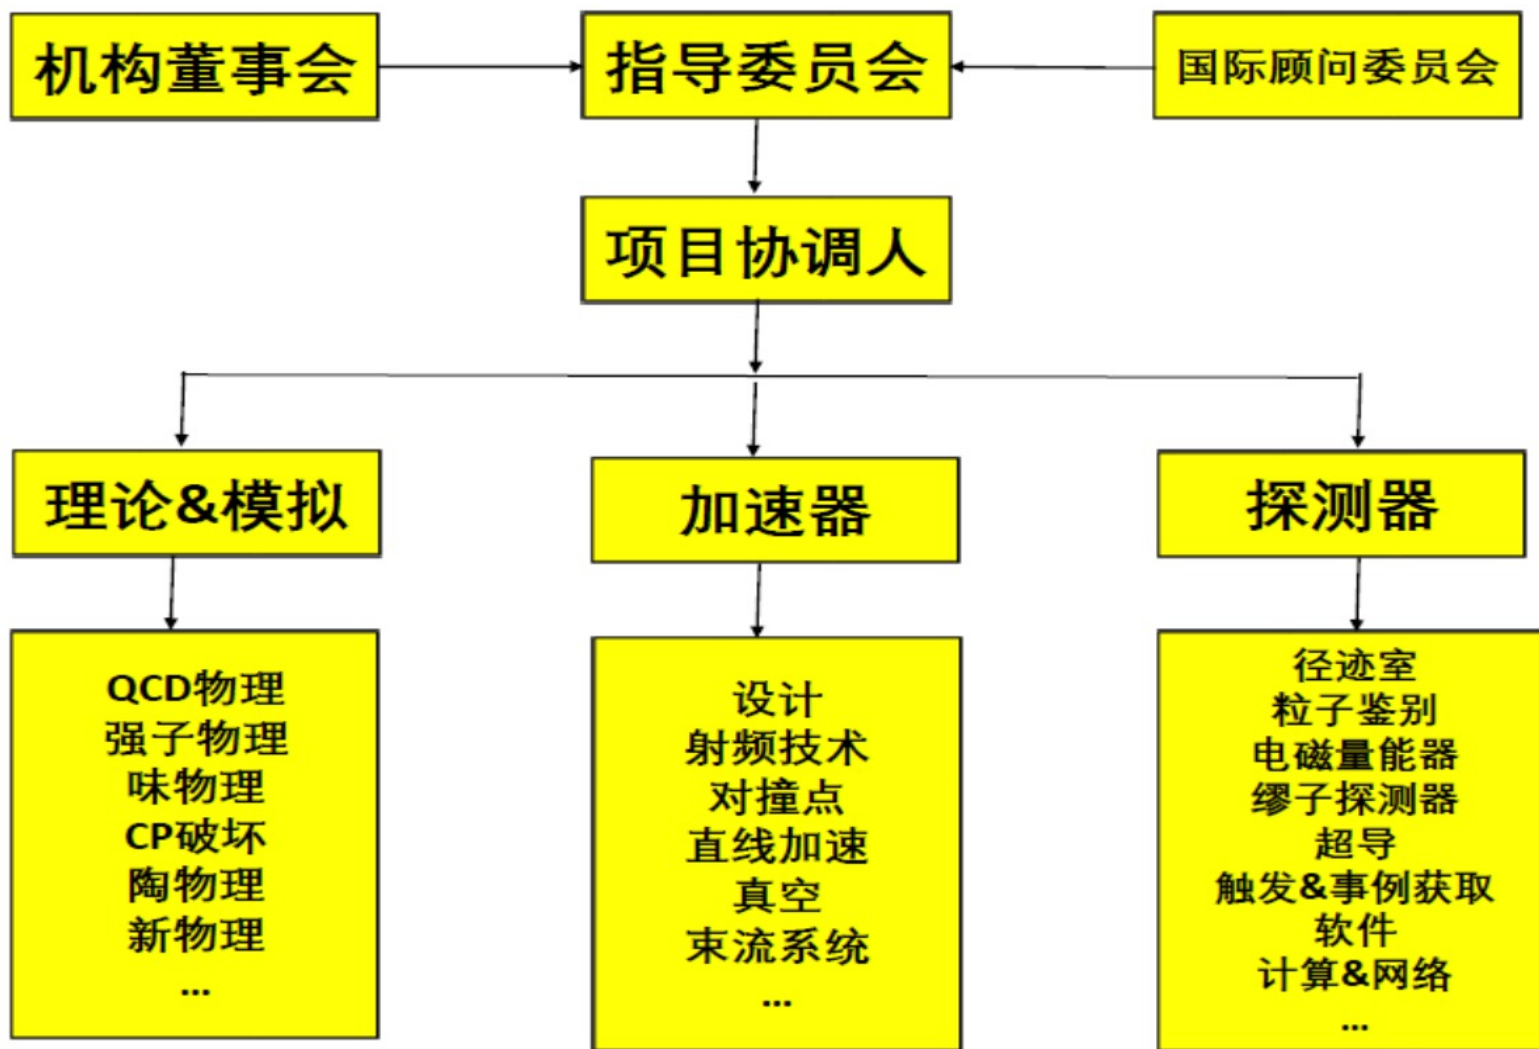 机构董事会
指导委员会
国际顾问委员会
项目协调人
理论&模拟
加速器
探测器
QCD物理
强子物理
味物理
CP破坏
陶物理
新物理
...
设计
射频技术
对撞点
直线加速
真空
束流系统
...
径迹室
粒子鉴别
电磁量能器
缪子探测器
超导
触发&事例获取
软件
计算&网络
...